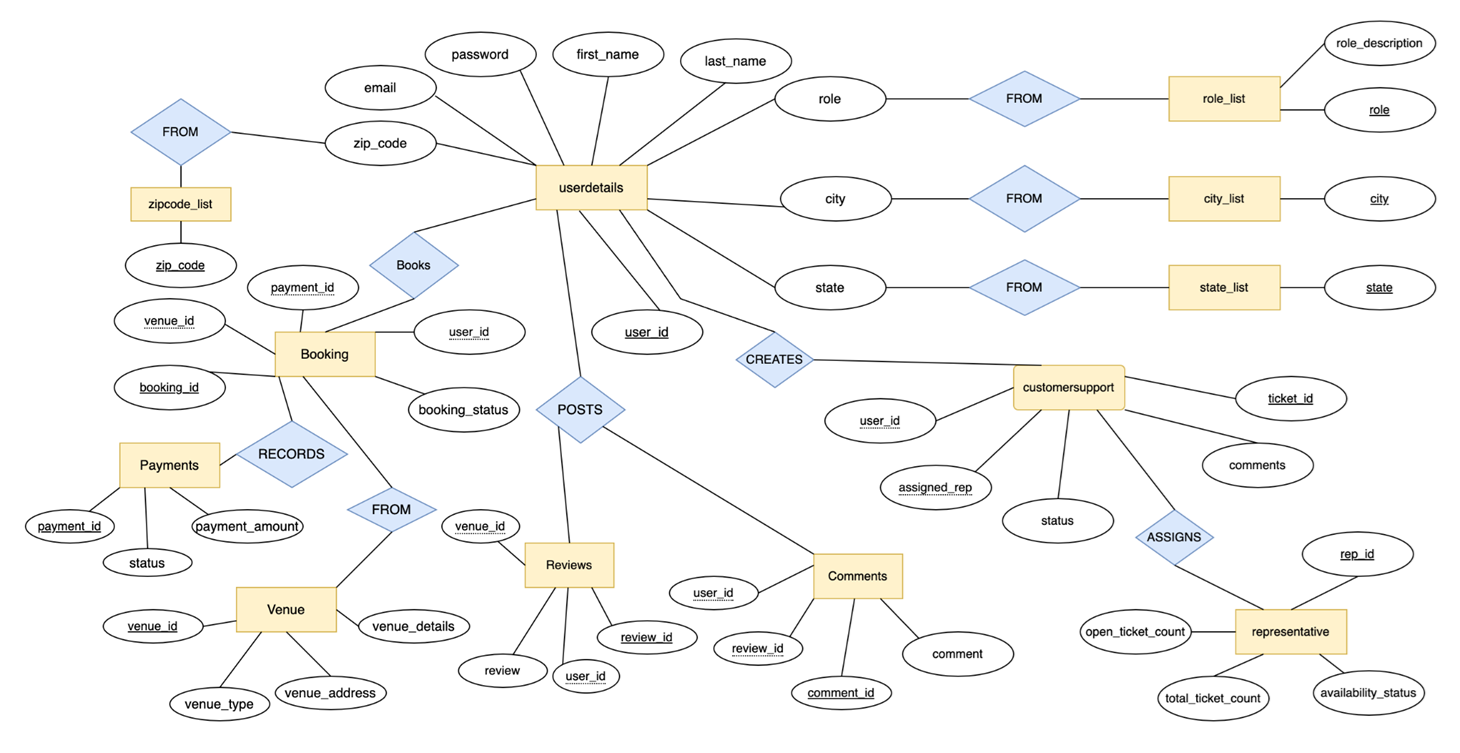 role_description
password
first_name
last_name
email
role
FROM
role_list
role
FROM
zip_code
userdetails
zipcode_list
city
FROM
city_list
city
zip_code
Books
payment_id
state
FROM
state_list
state
venue_id
user_id
user_id
Booking
CREATES
booking_id
booking_status
POSTS
customersupport
ticket_id
user_id
Payments
RECORDS
comments
assigned_rep
payment_id
payment_amount
FROM
venue_id
status
ASSIGNS
status
Reviews
Comments
rep_id
user_id
Venue
venue_id
venue_details
review_id
review_id
comment
open_ticket_count
representative
review
user_id
venue_type
venue_address
comment_id
total_ticket_count
availability_status